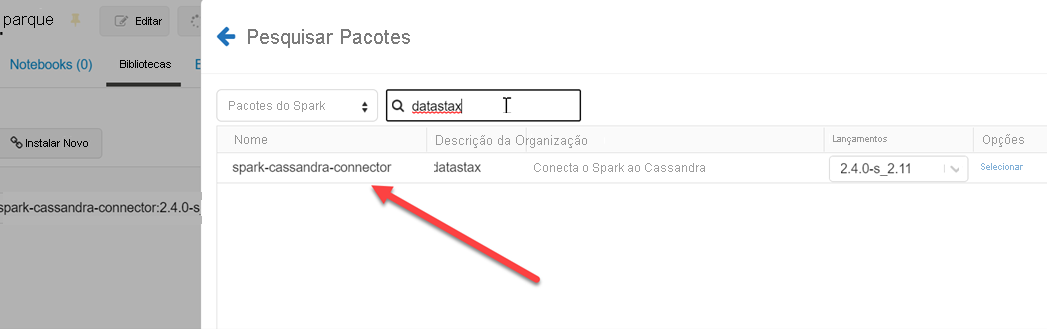 parque
Editar
Notebooks (0)
Bibliotecas
E
Instalar Novo
spark-cassandra-connector:2.4.0-s
Pesquisar Pacotes
Pacotes do Spark
datastax
Nome
Descrição da Organização
Lançamentos
Opções
spark-cassandra-connector
datastax
Conecta o Spark ao Cassandra
2.4.0-s_2.11
Selecionar